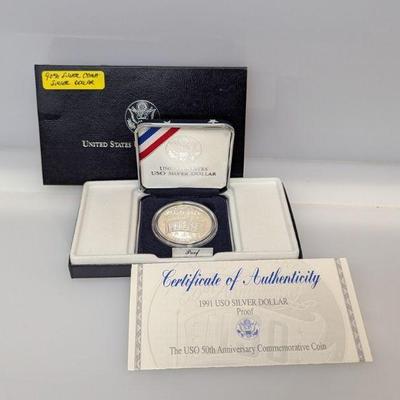 90% SILVER COMM
SILVER DOLLAR
UNITED STATES
UNITED STATES
USO SILVER DOLLAR
Proof
Certificate of Authenticity
1991 USO SILVER DOLLAR
Proof
The USO 50th Anniversary Commemorative Coin